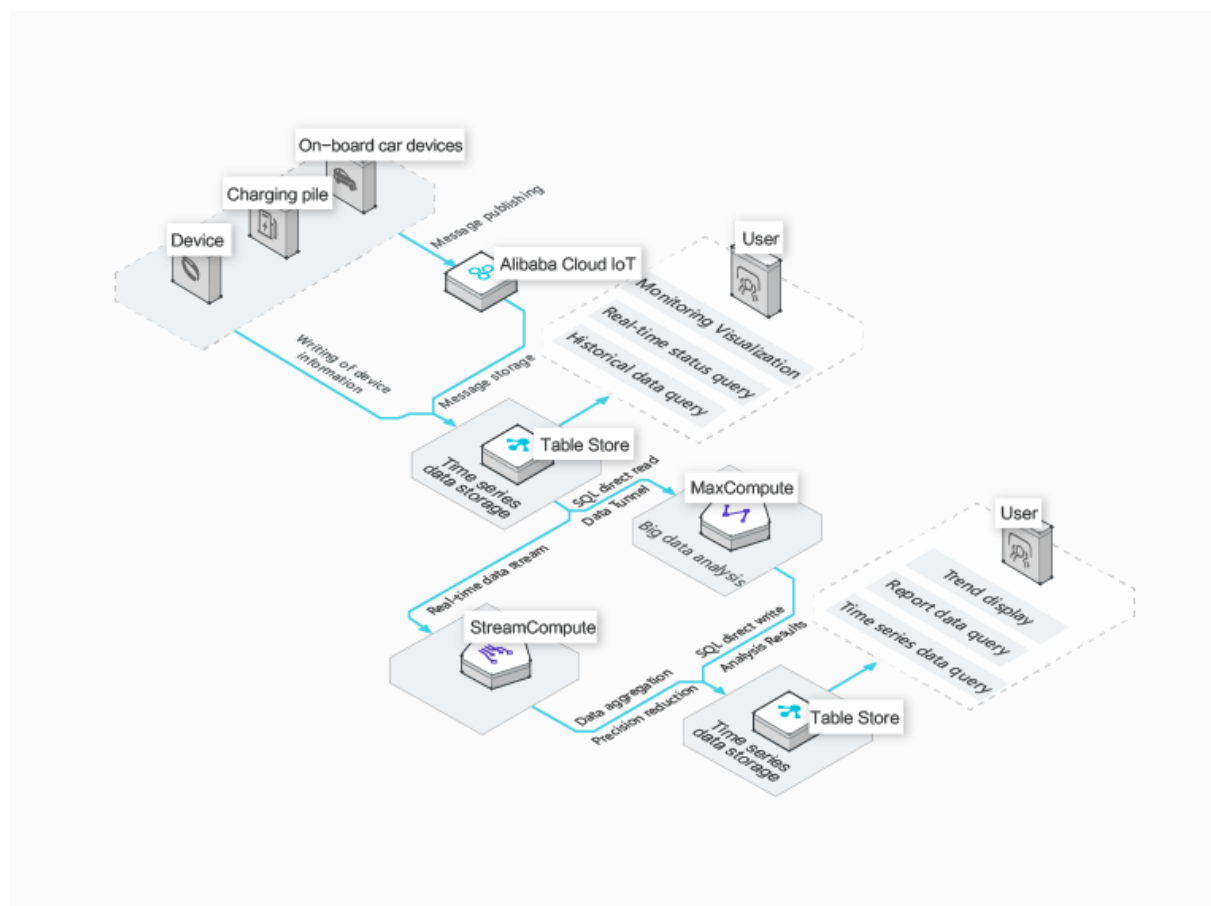 On-board car devices
Charging pile
Device
Message publishing
Alibaba Cloud IoT
User
Monitoring Visualization
Real-time status query
Historical data query
Writing of device
information
Message storage
Table Store
Time series
data storage
SQL direct read
Data Tunnel
MaxCompute
Big data analysis
Real-time data stream
StreamCompute
User
Trend display
Report data query
Time series data query
SQL direct write
Analysis Results
Data aggregation
Precision reduction
Table Store
Time series
data storage